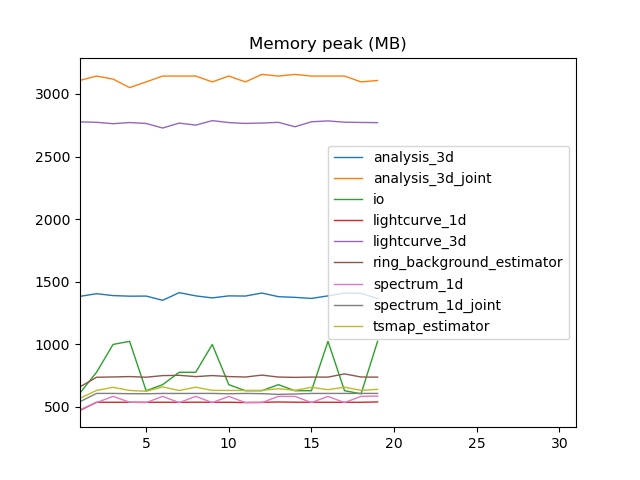 Memory peak (MB)
3000
2500
2000
1500
1000
500
analysis_3d
analysis_3d_joint
io
lightcurve_1d
lightcurve_3d
ring_background_estimator
spectrum_1d
spectrum_1d_joint
tsmap_estimator
5 10 15 20 25 30